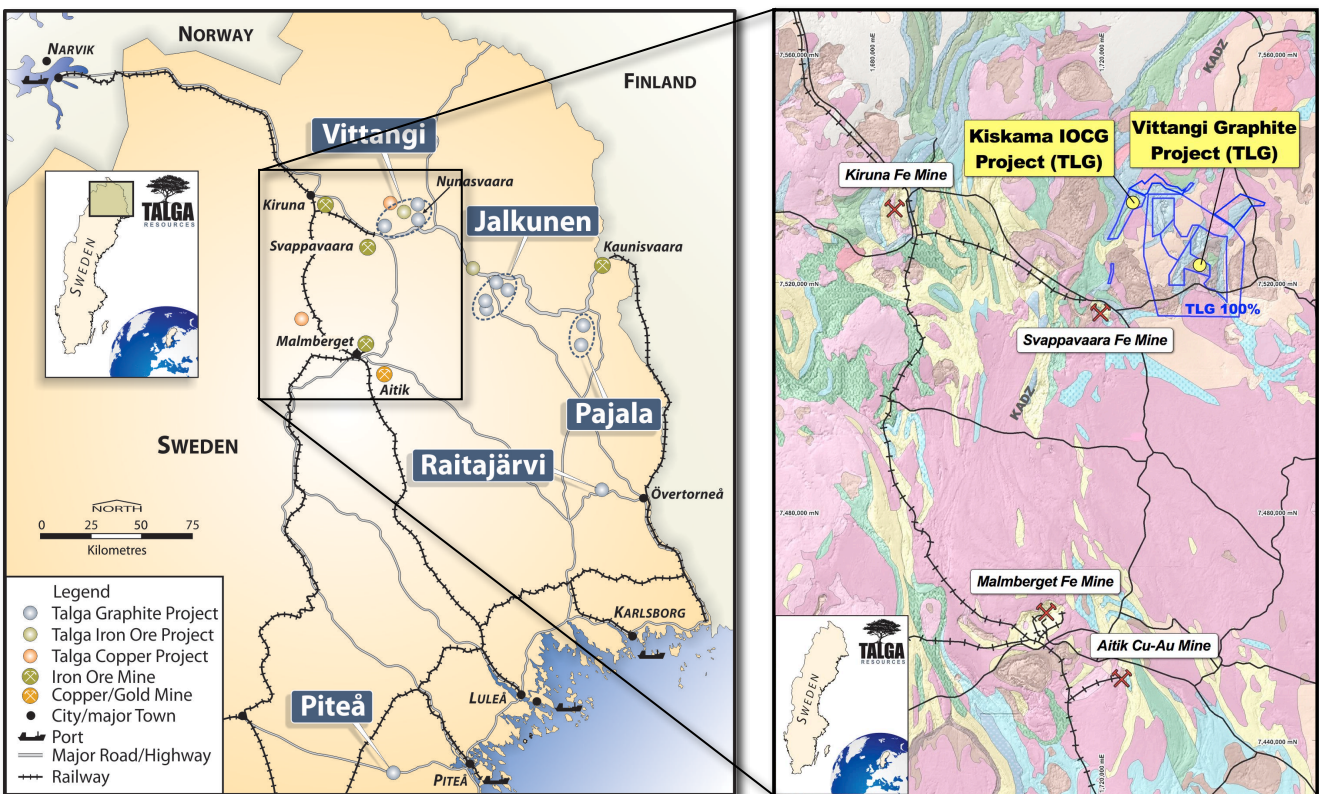 NORWAY
NARVIK
FINLAND
Vittangi
Nunasvaara
Kiruna
Jalkunen
Svappavaara
Kaunisvaara
TALGA
RESOURCES
SWEDEN
Malmberget
Aitik
Pajala
SWEDEN
Raitajärvi
Övertorneå
NORTH
0 25 50 75
Kilometres
Legend
Talga Graphite Project
Talga Iron Ore Project
Talga Copper Project
Iron Ore Mine
Copper/Gold Mine
City/major Town
Port
Major Road/Highway
Railway
KARLSBORG
LULEÅ
Piteå
PITEÅ
7,560,000 mN
1,680,000 mE
1,720,000 mE
7,560,000 mN
KADZ
Kiskama IOCG
Project (TLG)
Vittangi Graphite
Project (TLG)
Kiruna Fe Mine
7,520,000 mN
7,520,000 mN
TLG 100%
Svappavaara Fe Mine
KADZ
7,480,000 mN
7,480,000 mN
Malmberget Fe Mine
Aitik Cu-Au Mine
TALGA
RESOURCES
SWEDEN
7,440,000 mN
1,720,000 mE